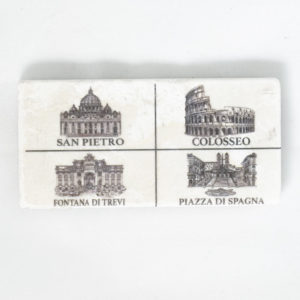 SAN PIETRO
COLOSSEO
FONTANA DI TREVI
PIAZZA DI SPAGNA